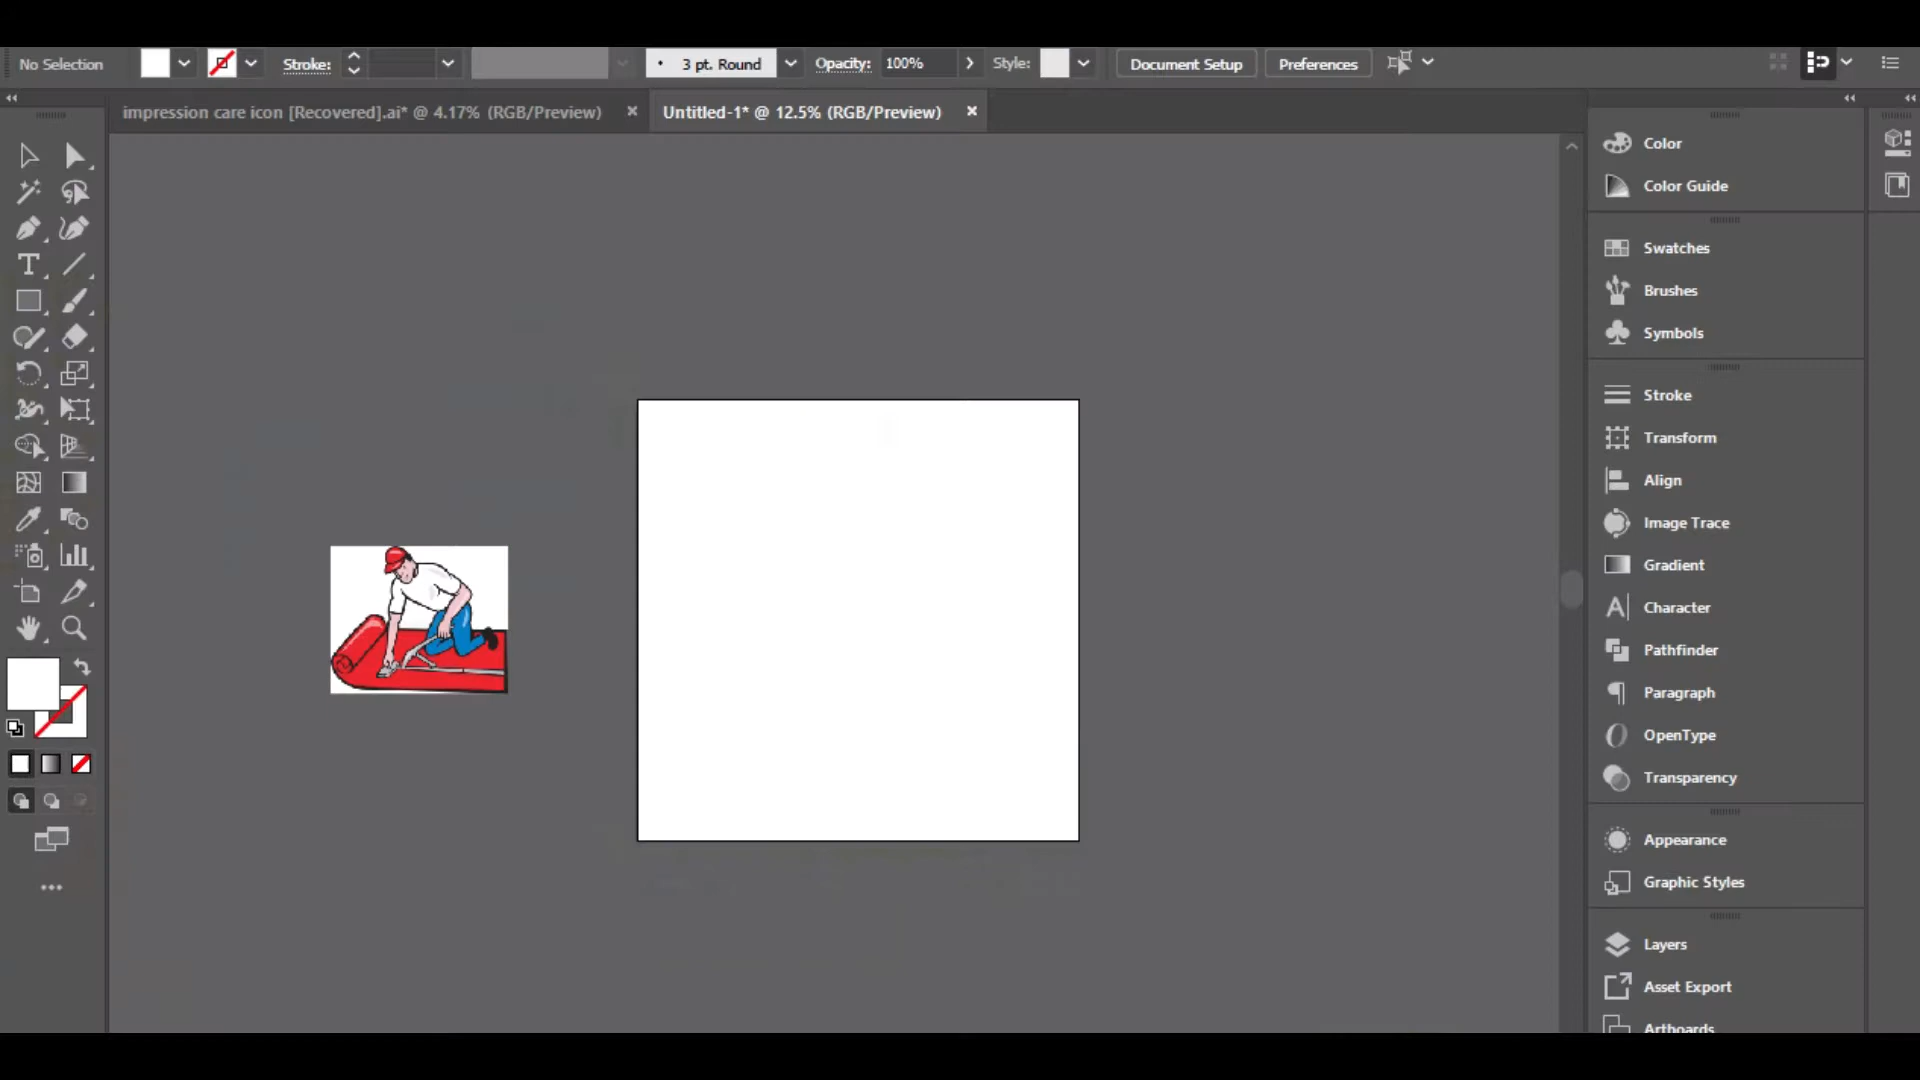 No Selection Stroke: 3 pt. Round Opacity: 100% Style: Document Setup Preferences
impression care icon [Recovered].ai* @ 4.17% (RGB/Preview) Untitled-1* @ 12.5% (RGB/Preview)
Color
Color Guide
Swatches
Brushes
Symbols
Stroke
Transform
Align
Image Trace
Gradient
Character
Pathfinder
Paragraph
OpenType
Transparency
Appearance
Graphic Styles
Layers
Asset Export
Artboards